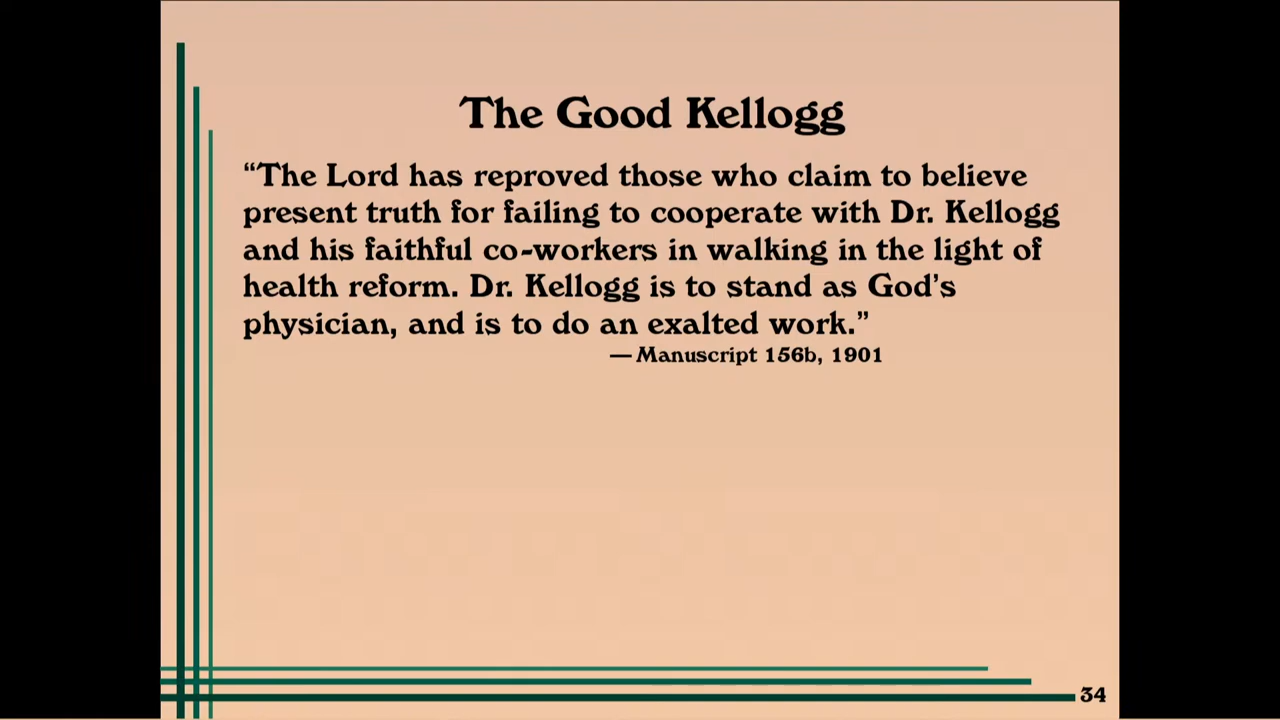 The Good Kellogg
“The Lord has reproved those who claim to believe
present truth for failing to cooperate with Dr. Kellogg
and his faithful co-workers in walking in the light of
health reform. Dr. Kellogg is to stand as God’s
physician, and is to do an exalted work.”
— Manuscript 156b, 1901
34